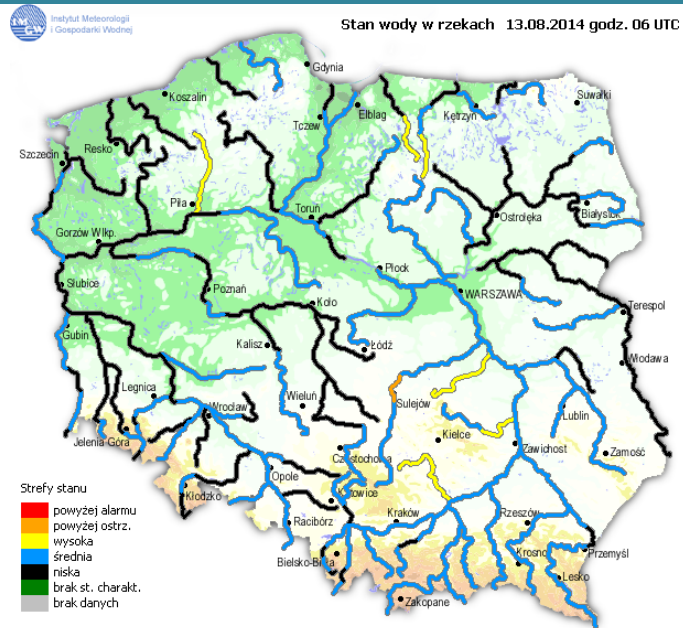 Instytut Meteorologii
i Gospodarki Wodnej
IMGW
Stan wody w rzekach 13.08.2014 godz. 06 UTC
Gdynia
Koszalin
Suwałki
Elbląg
Kętrzyn
Tczew
Resko
Szczecin
Piła
Toruń
Ostrołęka
Białystok
Gorzów Wlkp.
Płock
Słubice
Poznań
WARSZAWA
Koło
Terespol
Gubin
Kalisz
Łódź
Włodawa
Legnica
Wieluń
Sulejów
Wrocław
Lublin
Jelenia Góra
Kielce
Zawichost
Częstochowa
Zamość
Opole
Strefy stanu
Kłodzko
Katowice
powyżej alarmu
Kraków
Rzeszów
powyżej ostrz.
Racibórz
wysoka
Przemyśl
średnia
Bielsko-Biała
Krosno
niska
Lesko
brak st. charakt.
Zakopane
brak danych